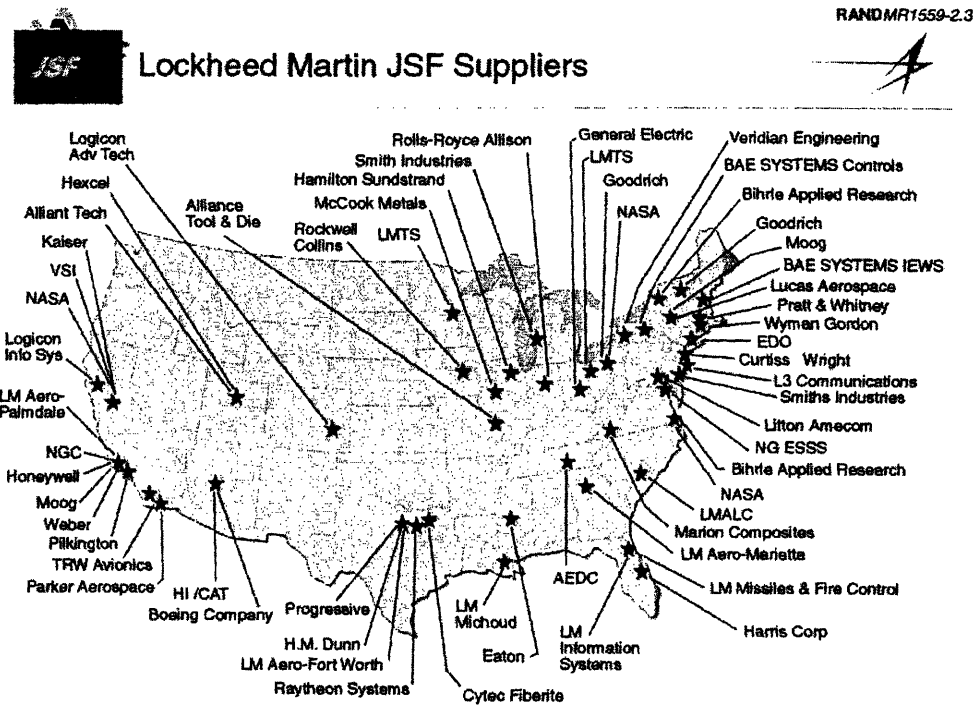 RANDMR1559-2.3
JSF
Lockheed Martin JSF Suppliers
Logicon
Adv Tech
Hexcel
Alliant Tech
Kaiser
VSI
NASA
Logicon
Info Sys
LM Aero-
Palmdale
NGC
Honeywell
Moog
Weber
Pilkington
TRW Avionics
Parker Aerospace
Alliance
Tool & Die
Rolls-Royce Allison
Smith Industries
Hamilton Sundstrand
McCook Metals
Rockwell
Collins
LMTS
General Electric
LMTS
Goodrich
NASA
Veridian Engineering
BAE SYSTEMS Controls
Bihrle Applied Research
Goodrich
Moog
BAE SYSTEMS IEWS
Lucas Aerospace
Pratt & Whitney
Wyman Gordon
EDO
Curtiss Wright
L3 Communications
Smiths Industries
Litton Amecom
NG ESSS
Bihrle Applied Research
NASA
LMALC
Marion Composites
LM Aero-Marietta
LM Missiles & Fire Control
Harris Corp
HI /CAT
Boeing Company
Progressive
H.M. Dunn
LM Aero-Fort Worth
Raytheon Systems
Cytec Fiberite
LM
Michoud
Eaton
AEDC
LM
Information
Systems